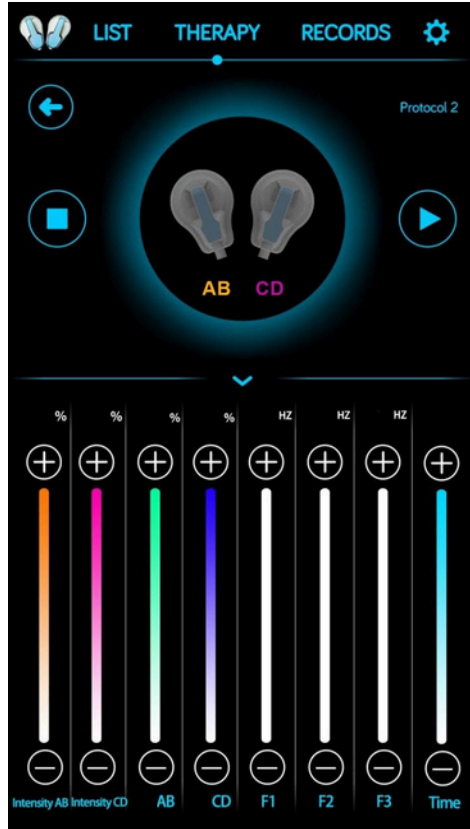 LIST THERAPY RECORDS
Protocol 2
AB CD
% % % % HZ HZ HZ
Intensity AB Intensity CD AB CD F1 F2 F3 Time